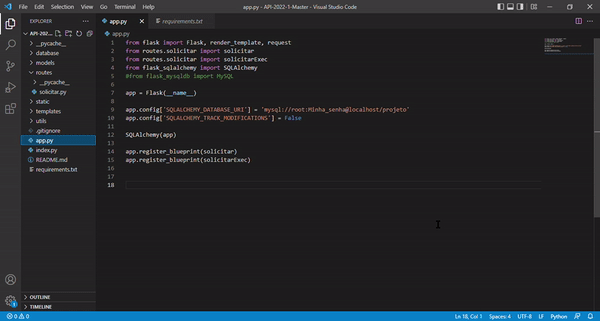 File Edit Selection View Go Terminal Help
app.py - API-2022-1-Master - Visual Studio Code
EXPLORER
API-2022-1-MASTER
__pycache__
database
models
routes
__pycache__
solicitar.py
static
templates
utils
.gitignore
app.py
index.py
README.md
requirements.txt
OUTLINE
TIMELINE
app.py
requirements.txt
app.py
1 from flask import Flask, render_template, request
2 from routes.solicitar import solicitar
3 from routes.solicitar import solicitarExec
4 from flask_sqlalchemy import SQLAlchemy
5 #from flask_mysqldb import MySQL
6
7 app = Flask(__name__)
8
9 app.config['SQLALCHEMY_DATABASE_URI'] = 'mysql://root:Minha_senha@localhost/projeto'
10 app.config['SQLALCHEMY_TRACK_MODIFICATIONS'] = False
11
12 SQLAlchemy(app)
13
14 app.register_blueprint(solicitar)
15 app.register_blueprint(solicitarExec)
16
17
18
0 0
Ln 18, Col 1 Spaces: 4 UTF-8 LF Python